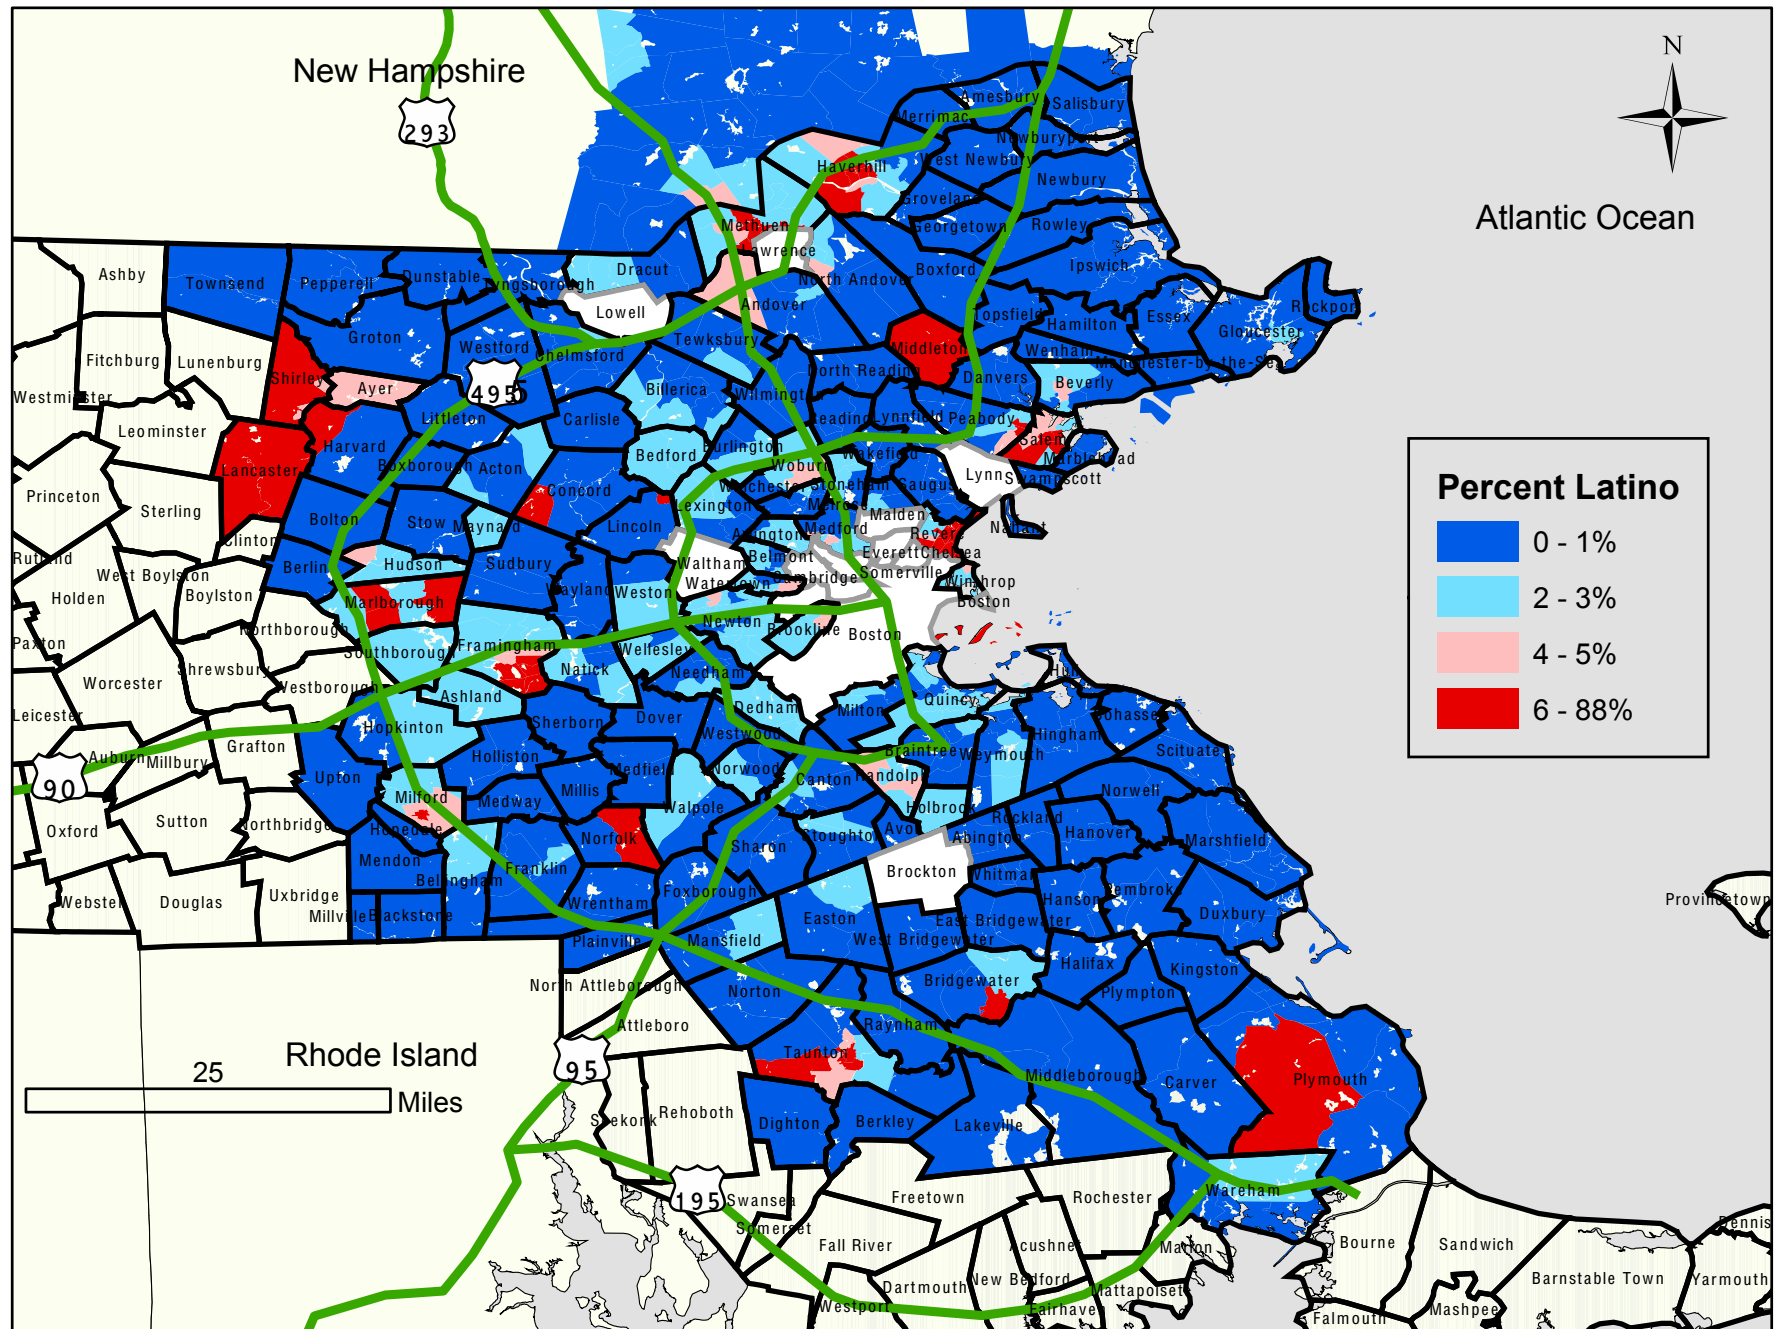 New Hampshire
N
293
Atlantic Ocean
Amesbury
Salisbury
Merrimac
Newburyport
West Newbury
Haverhill
Newbury
Groveland
Georgetown
Rowley
Methuen
Lawrence
Ipswich
Boxford
North Andover
Dracut
Ashby
Townsend
Pepperell
Dunstable
Tyngsborough
Andover
Lowell
Topsfield
Hamilton
Essex
Rockport
Gloucester
Groton
Westford
Chelmsford
Tewksbury
Middleton
Wenham
Manchester-by-the-Sea
Fitchburg
Lunenburg
Shirley
Ayer
495
North Reading
Danvers
Beverly
Westminster
Billerica
Wilmington
Littleton
Carlisle
Reading
Lynnfield
Peabody
Leominster
Harvard
Burlington
Salem
Marblehead
Lancaster
Boxborough
Acton
Bedford
Woburn
Wakefield
Lynn
Swampscott
Princeton
Sterling
Concord
Winchester
Stoneham
Saugus
Lexington
Melrose
Malden
Bolton
Stow
Maynard
Lincoln
Arlington
Medford
Revere
Nahant
Clinton
Rutland
Berlin
Hudson
Sudbury
Waltham
Belmont
Everett
Chelsea
West Boylston
Boylston
Holden
Wayland
Weston
Watertown
Cambridge
Somerville
Winthrop
Boston
Marlborough
Northborough
Paxton
Framingham
Southborough
Newton
Brookline
Boston
Wellesley
Natick
Needham
Shrewsbury
Westborough
Worcester
Ashland
Hull
Leicester
Quincy
Dedham
Milton
Hopkinton
Sherborn
Dover
Cohasset
Westwood
Hingham
Scituate
Grafton
Auburn
Millbury
Holliston
Braintree
Weymouth
Upton
Medfield
Norwood
Canton
Randolph
90
Milford
Medway
Millis
Walpole
Holbrook
Norwell
Oxford
Sutton
Northbridge
Hopedale
Norfolk
Stoughton
Avon
Abington
Rockland
Hanover
Marshfield
Mendon
Sharon
Franklin
Bellingham
Brockton
Whitman
Webster
Douglas
Uxbridge
Millville
Blackstone
Wrentham
Foxborough
Hanson
Pembroke
Provincetown
Easton
East Bridgewater
Duxbury
Plainville
Mansfield
West Bridgewater
Halifax
Kingston
North Attleborough
Norton
Bridgewater
Plympton
Attleboro
Raynham
Taunton
Rhode Island
95
25
Miles
Middleborough
Carver
Plymouth
Rehoboth
Seekonk
Dighton
Berkley
Lakeville
195
Swansea
Freetown
Rochester
Wareham
Somerset
Fall River
Acushnet
Marion
Bourne
Sandwich
Dennis
Dartmouth
New Bedford
Mattapoisett
Barnstable Town
Yarmouth
Westport
Fairhaven
Falmouth
Mashpee
Percent Latino
0 - 1%
2 - 3%
4 - 5%
6 - 88%